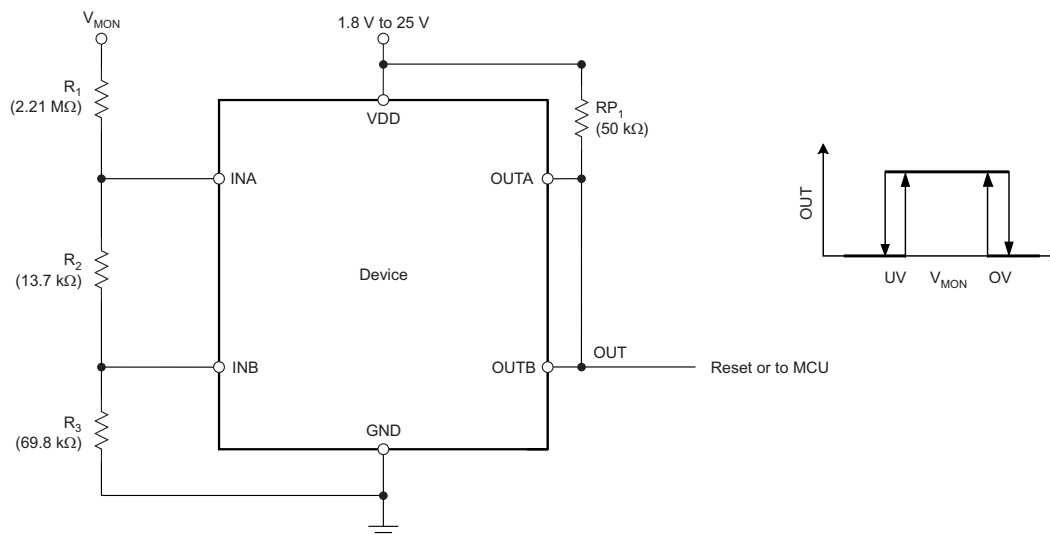 V_MON
1.8 V to 25 V
R_1
(2.21 MΩ)
RP_1
(50 kΩ)
VDD
INA
OUTA
R_2
(13.7 kΩ)
Device
OUT
UV
V_MON
OV
INB
OUTB
OUT
Reset or to MCU
R_3
(69.8 kΩ)
GND